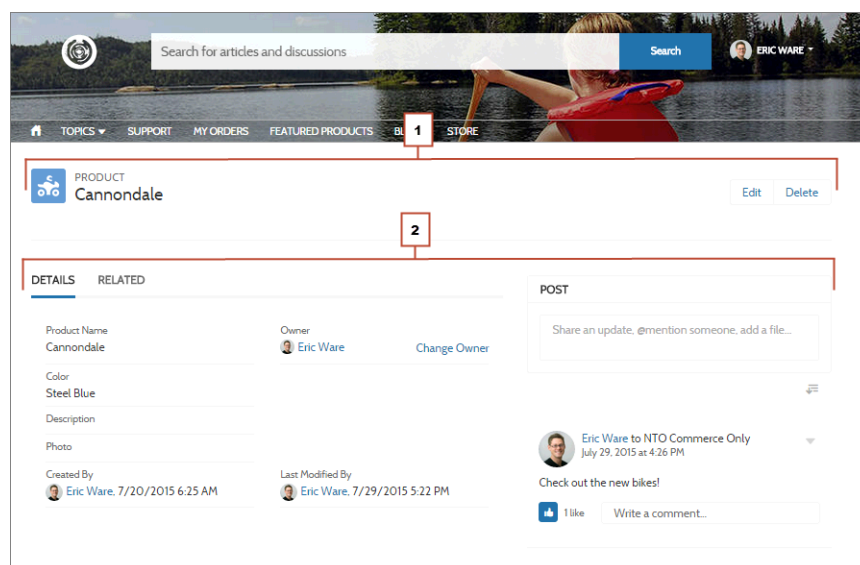 Search for articles and discussions
Search
ERIC WARE
TOPICS SUPPORT MY ORDERS FEATURED PRODUCTS STORE
1
PRODUCT
Cannondale
Edit Delete
2
DETAILS RELATED
POST
Product Name
Cannondale
Owner
Eric Ware Change Owner
Share an update, @mention someone, add a file...
Color
Steel Blue
Description
Photo
Created By
Eric Ware, 7/20/2015 6:25 AM
Last Modified By
Eric Ware, 7/29/2015 5:22 PM
Eric Ware to NTO Commerce Only
July 29, 2015 at 4:26 PM
Check out the new bikes!
1 like Write a comment...